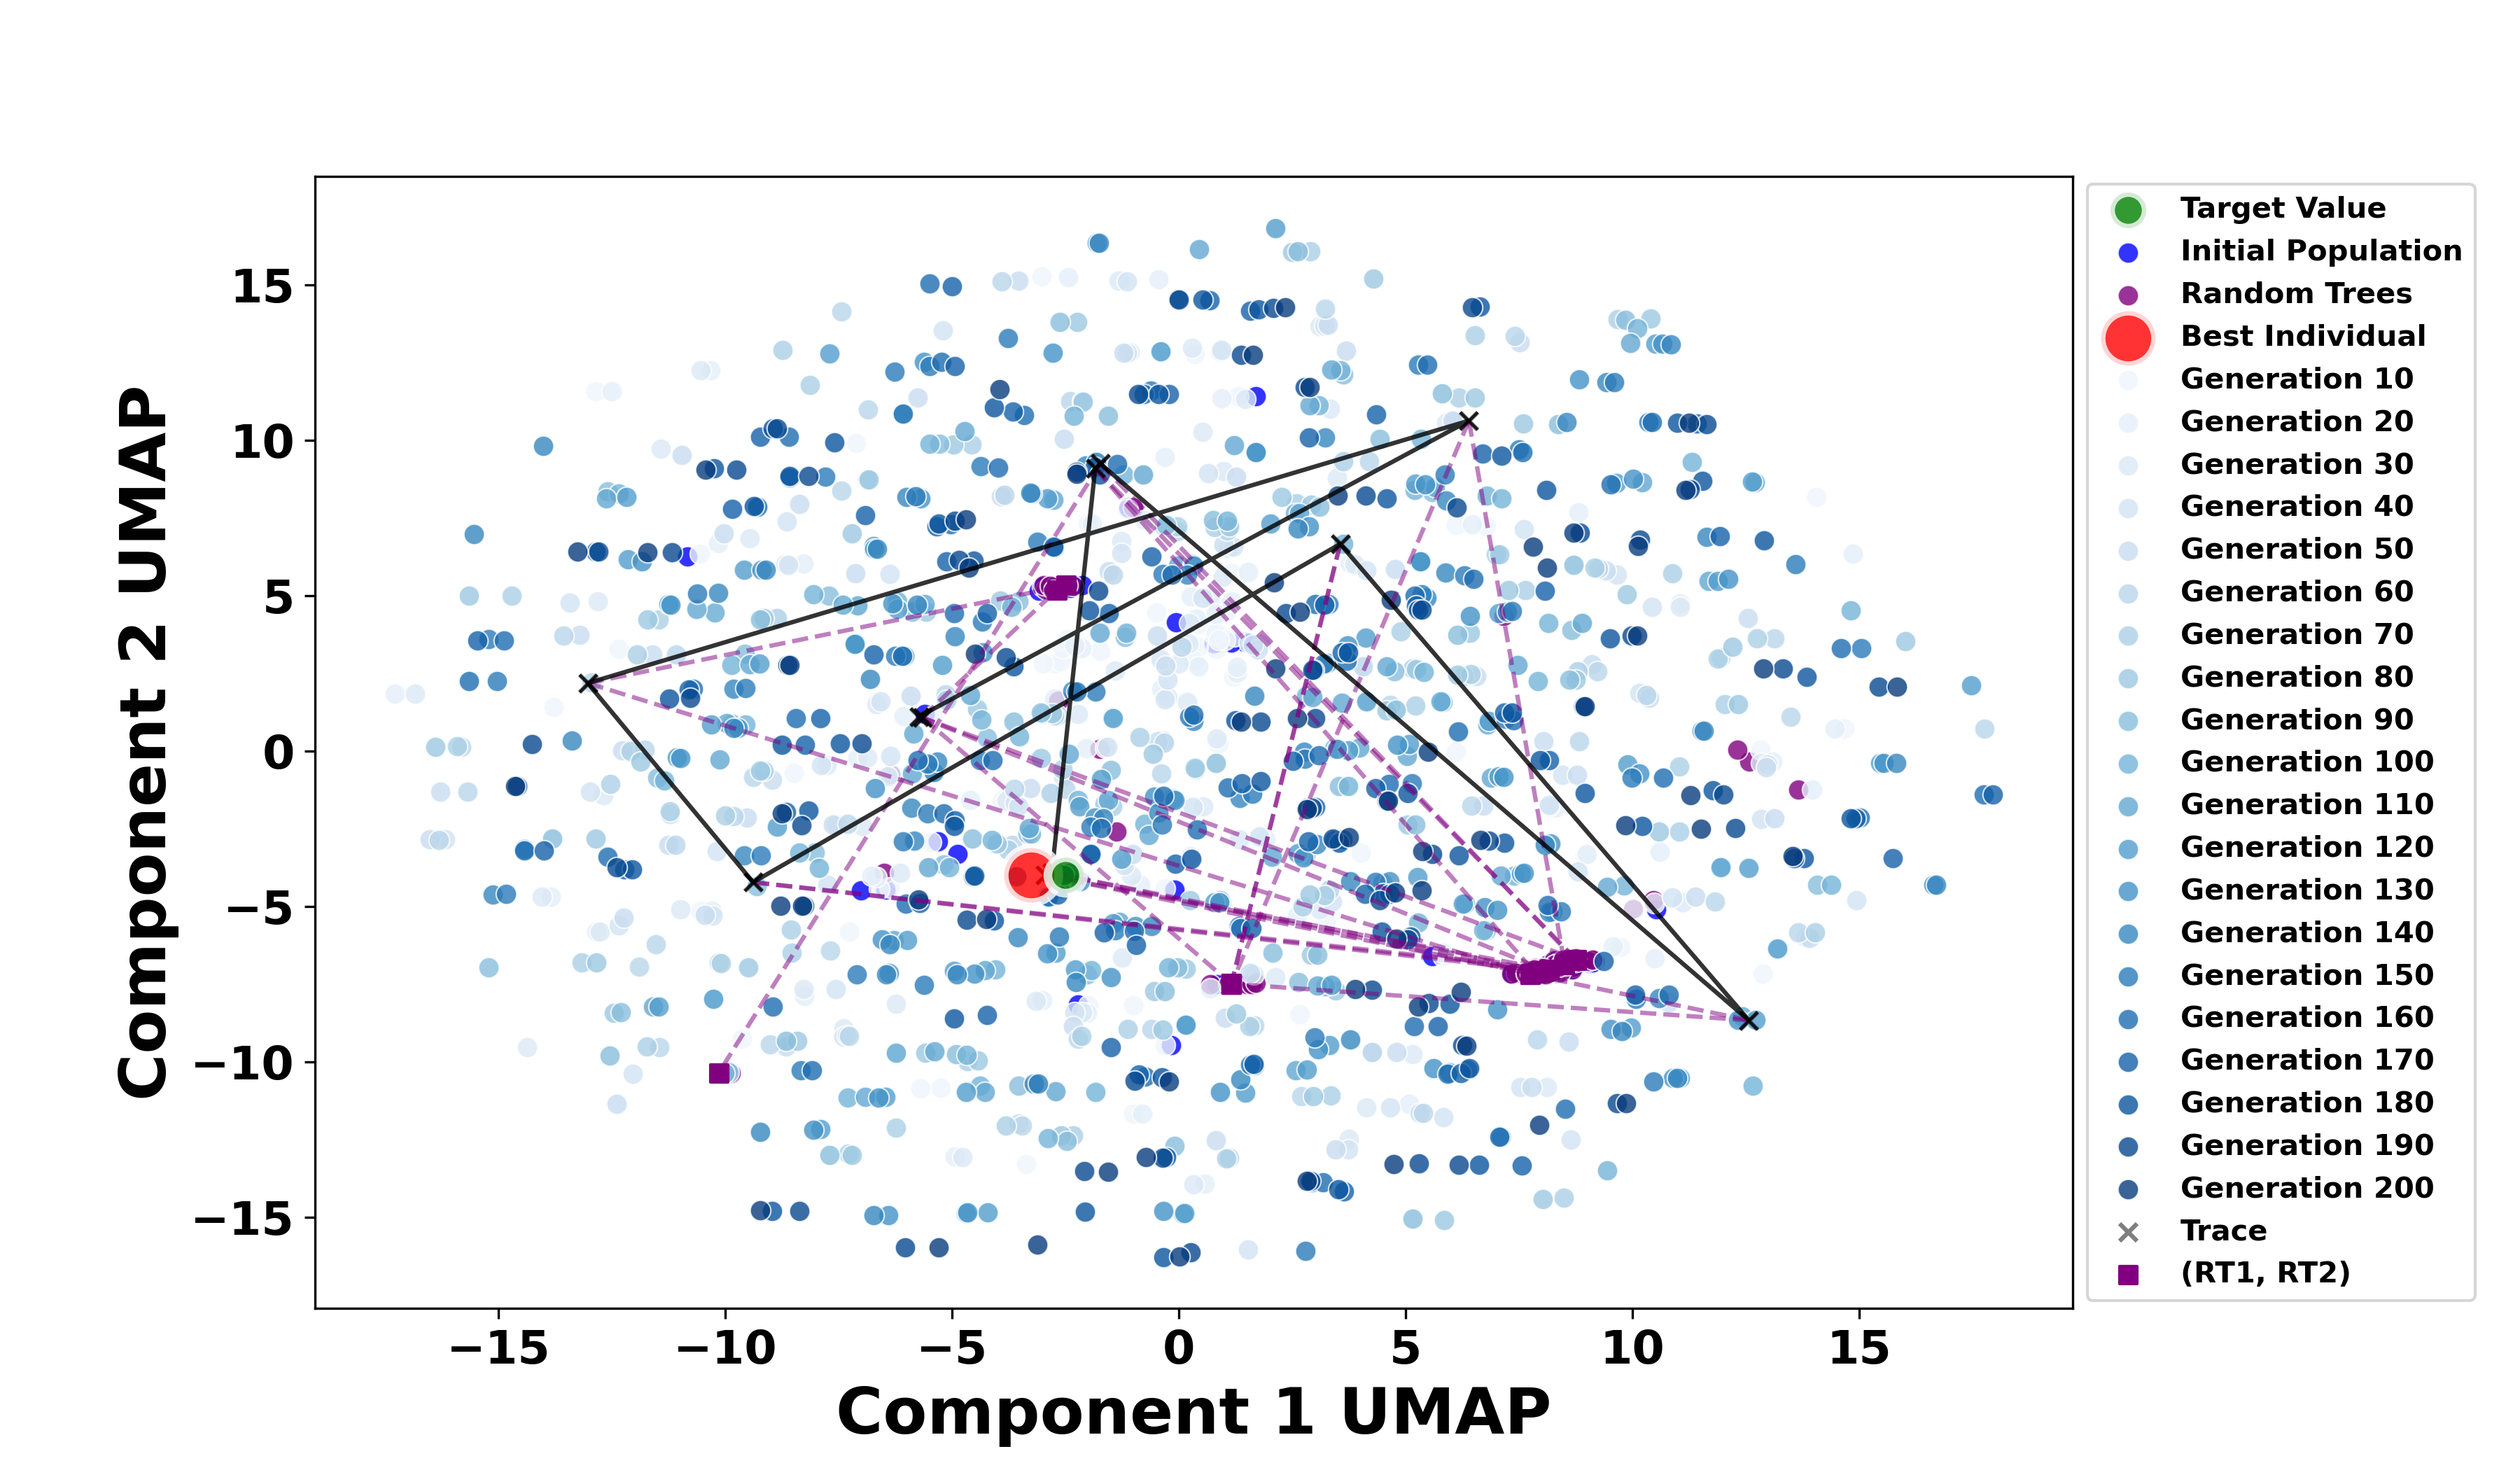 Component 2 UMAP
15
10
5
0
−5
−10
−15
−15 −10 −5 0 5 10 15
Component 1 UMAP
Target Value
Initial Population
Random Trees
Best Individual
Generation 10
Generation 20
Generation 30
Generation 40
Generation 50
Generation 60
Generation 70
Generation 80
Generation 90
Generation 100
Generation 110
Generation 120
Generation 130
Generation 140
Generation 150
Generation 160
Generation 170
Generation 180
Generation 190
Generation 200
Trace
(RT1, RT2)